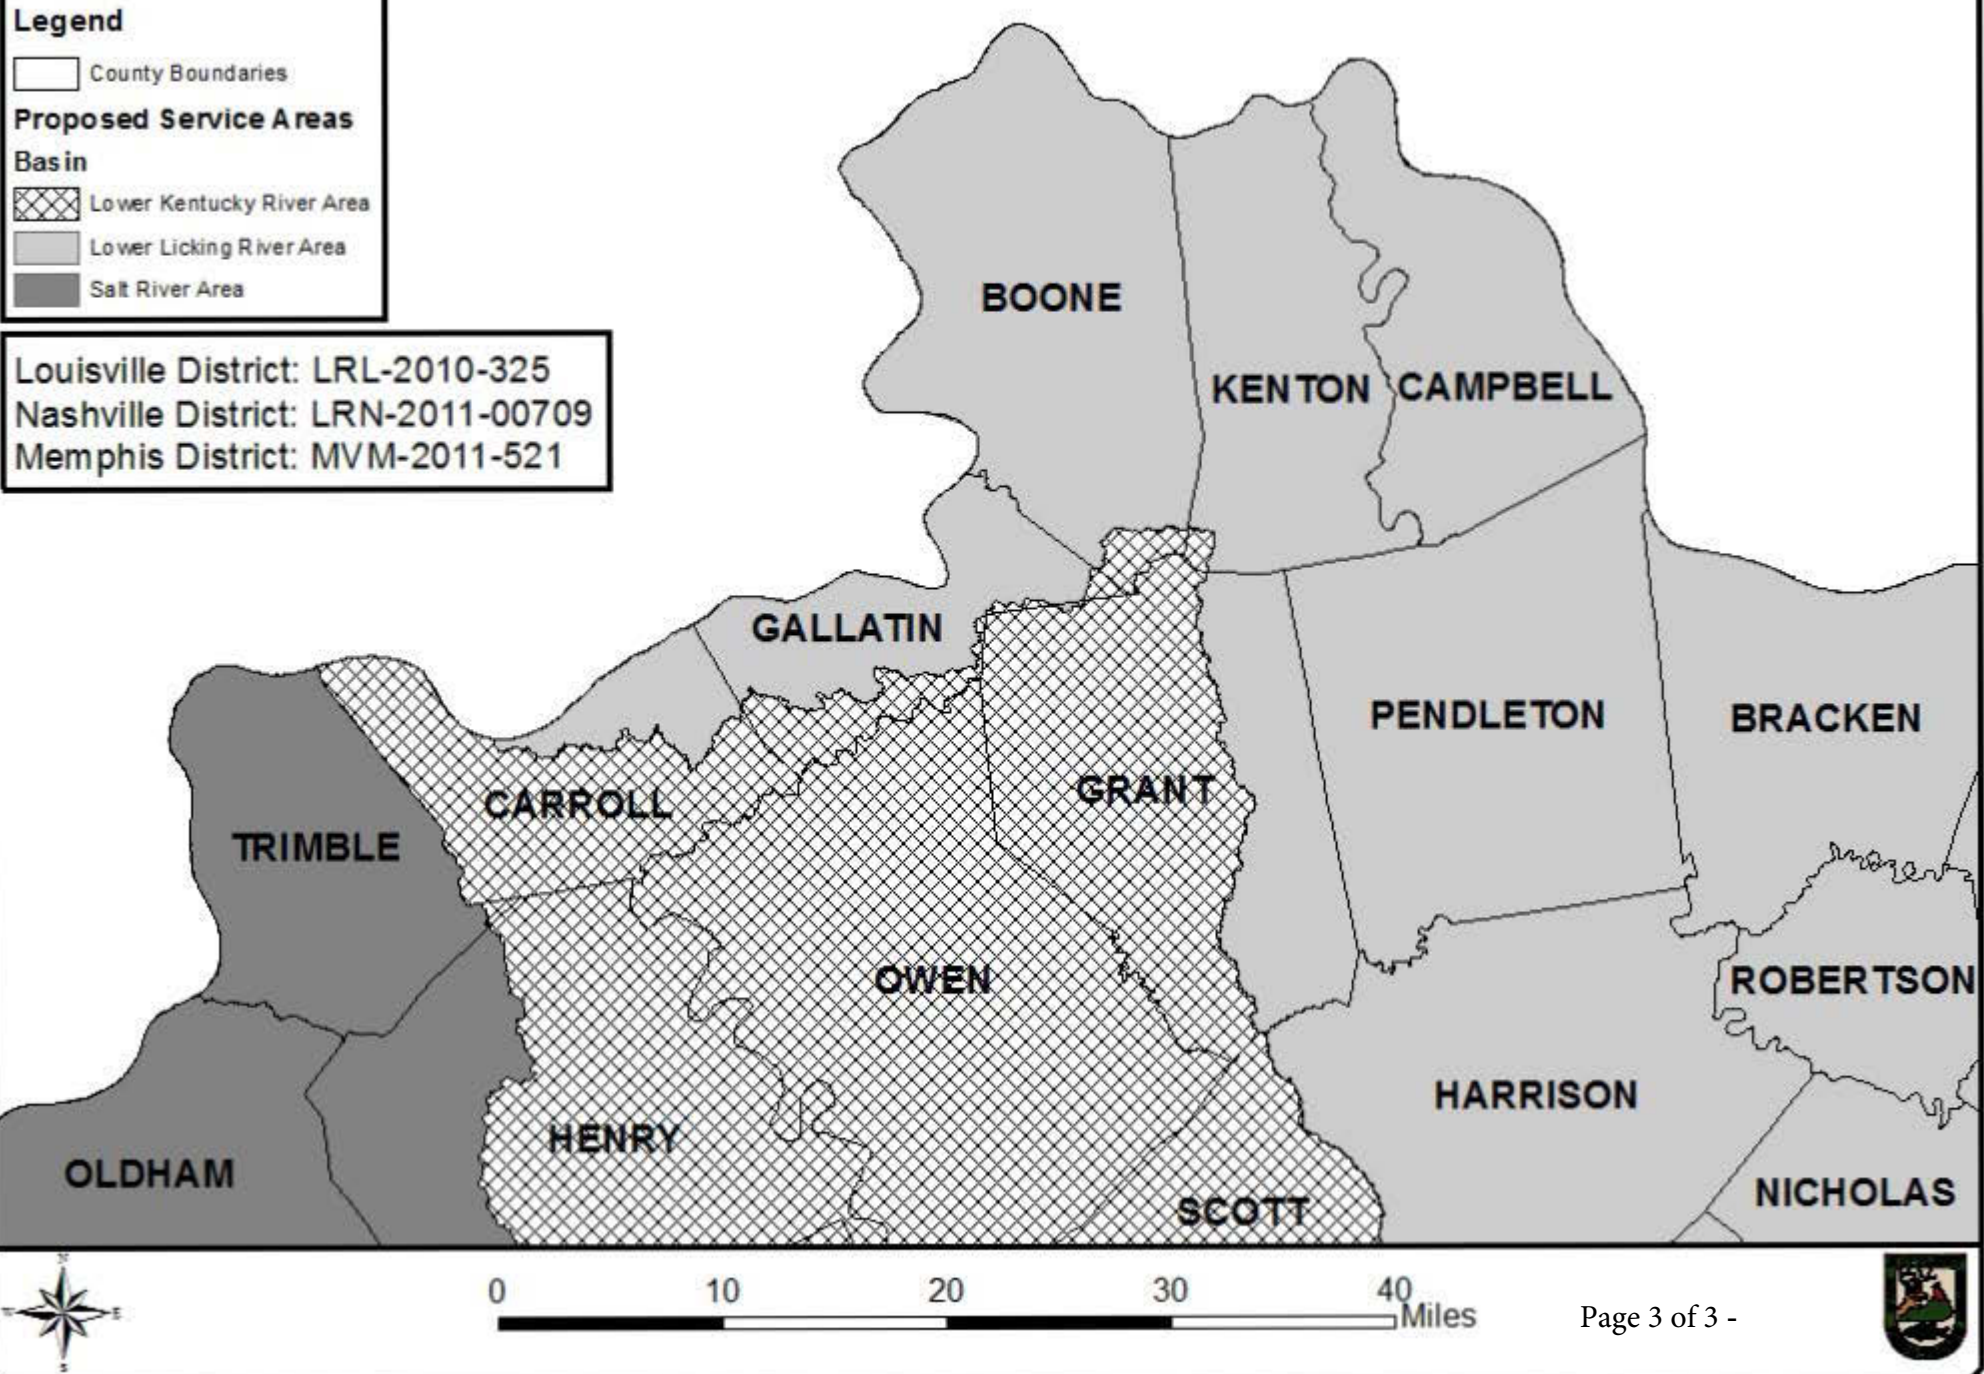 Legend
County Boundaries
Proposed Service Areas
Basin
Lower Kentucky River Area
Lower Licking River Area
Salt River Area
Louisville District: LRL-2010-325
Nashville District: LRN-2011-00709
Memphis District: MVM-2011-521
BOONE
KENTON
CAMPBELL
GALLATIN
PENDLETON
BRACKEN
GRANT
CARROLL
TRIMBLE
OWEN
ROBERTSON
HARRISON
HENRY
OLDHAM
NICHOLAS
SCOTT
N
E
S
0 10 20 30 40
Miles
Page 3 of 3 -